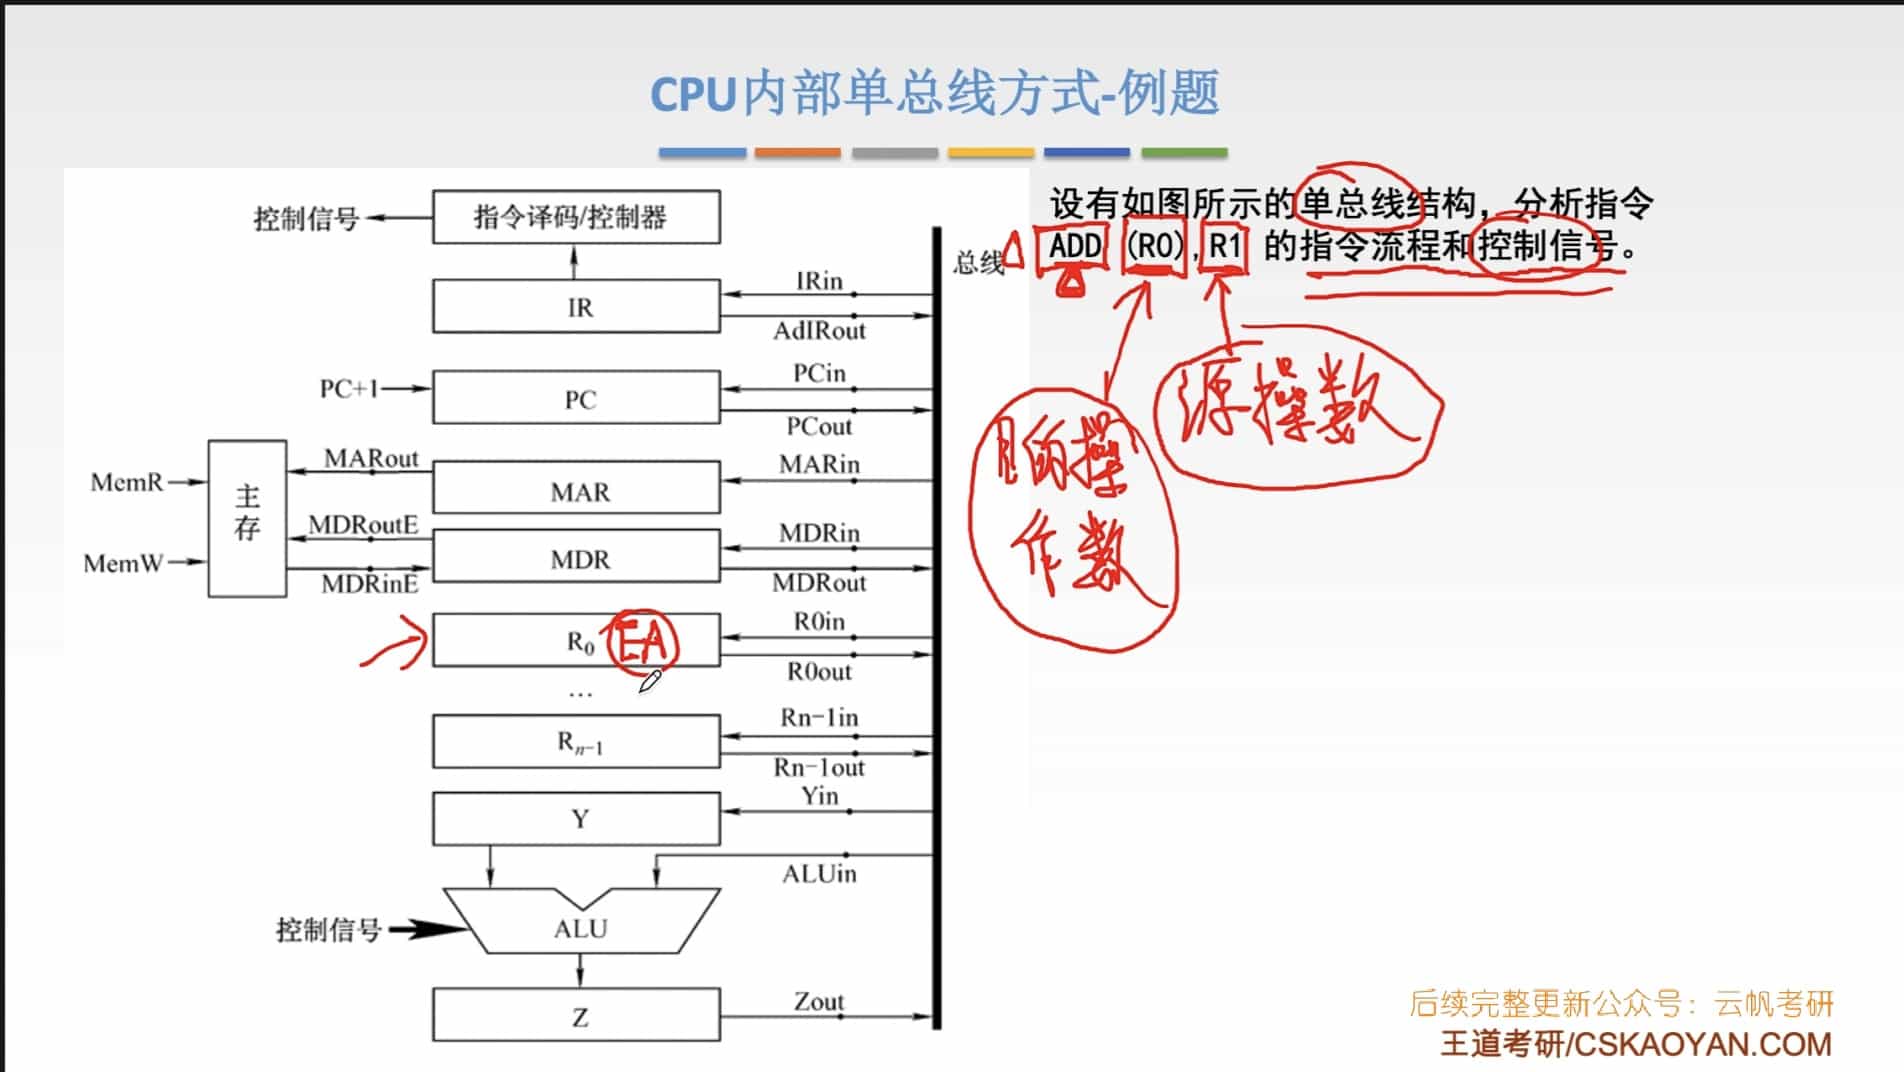 CPU内部单总线方式-例题
设有如图所示的单总线结构，分析指令
ADD (R0),R1 的指令流程和控制信号。
控制信号
指令译码/控制器
总线
IR
IRin
AdIRout
PC+1
PC
PCin
PCout
MemR
MemW
主存
MARout
MAR
MARin
MDRoutE
MDRinE
MDR
MDRin
MDRout
R0
EA
R0in
R0out
…
Rn-1
Rn-1in
Rn-1out
Y
Yin
ALUin
控制信号
ALU
Z
Zout
目的操
作数
源操数
后续完整更新公众号：云帆考研
王道考研/CSKAOYAN.COM